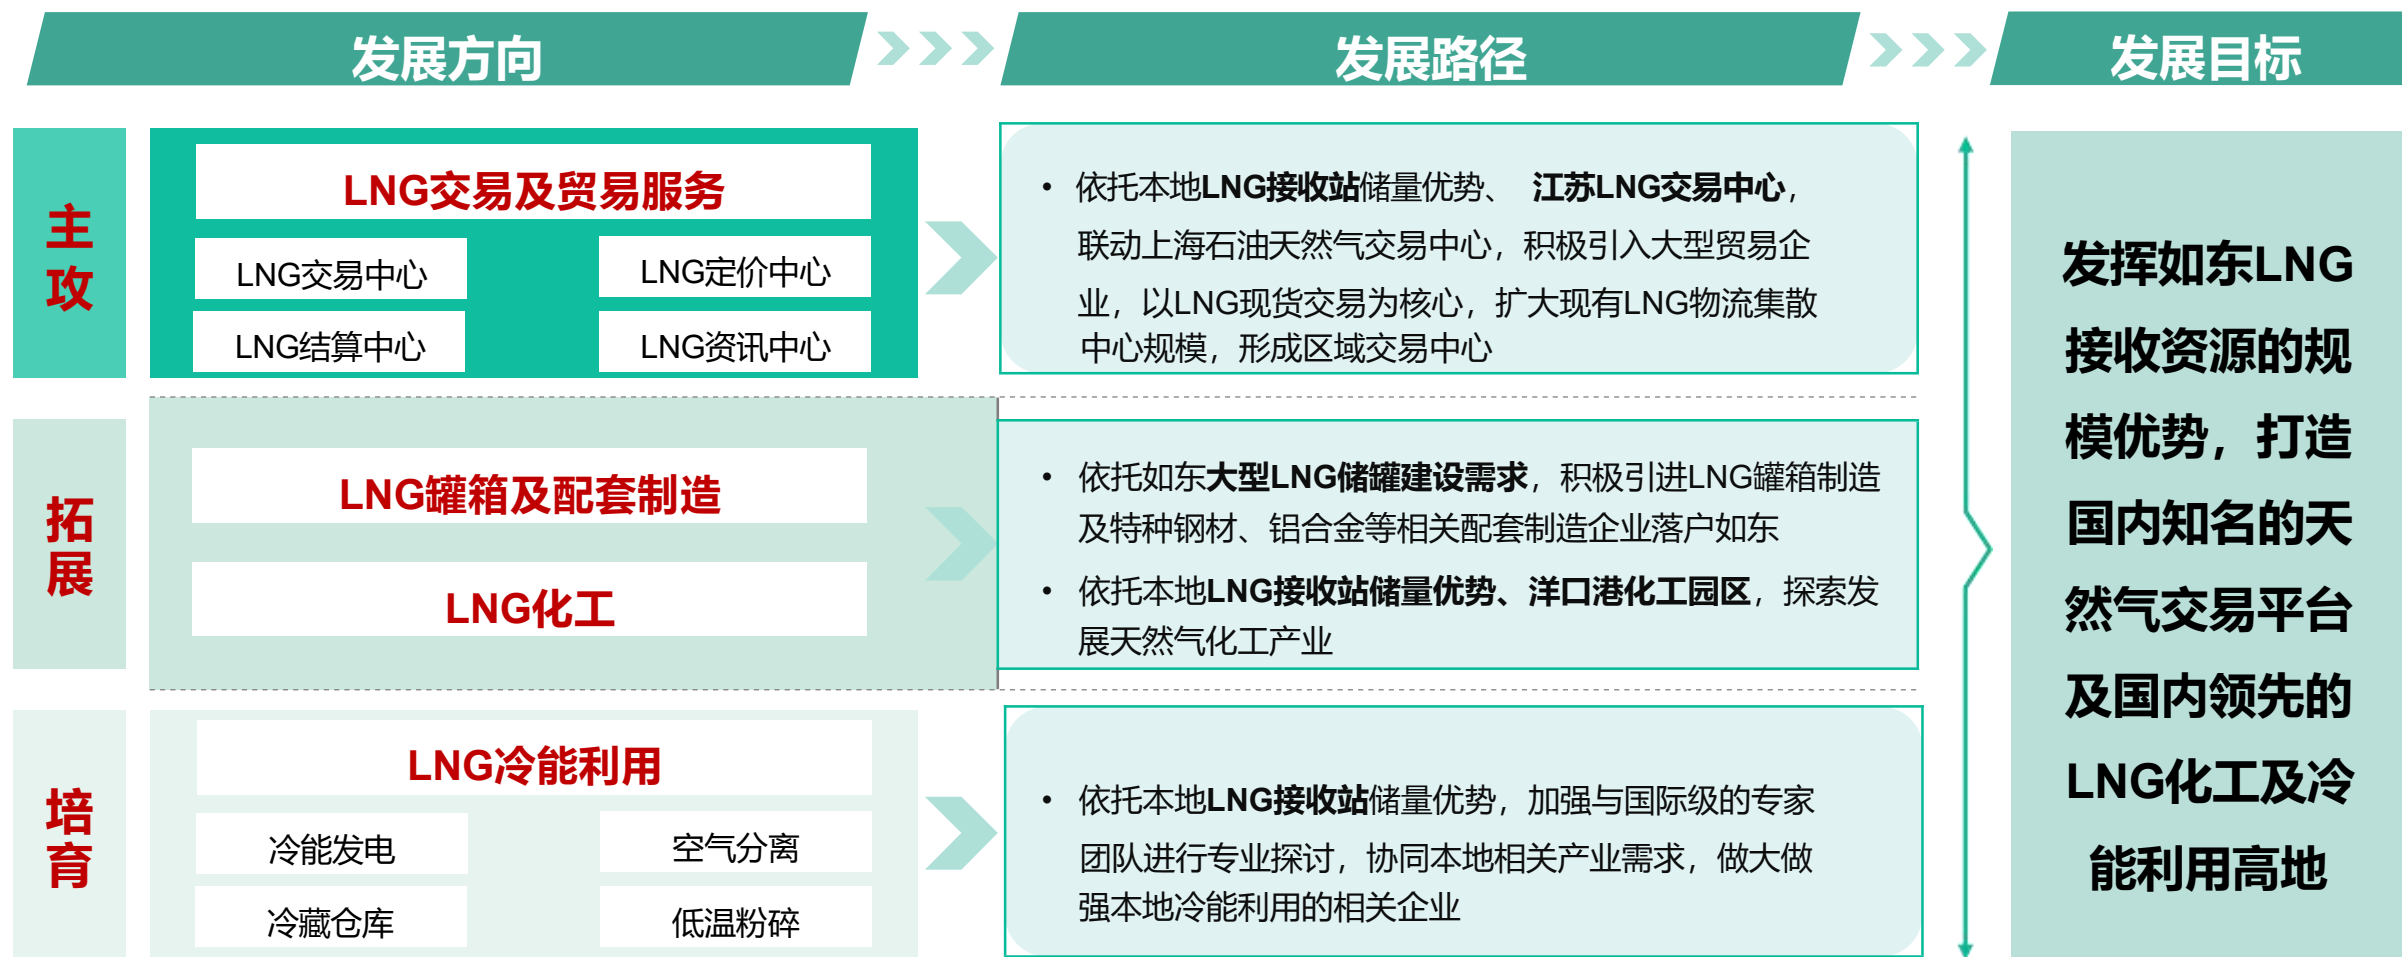 发展方向
发展路径
发展目标
主
攻
LNG交易及贸易服务
LNG交易中心
LNG定价中心
LNG结算中心
LNG资讯中心
• 依托本地LNG接收站储量优势、 江苏LNG交易中心，
联动上海石油天然气交易中心，积极引入大型贸易企
业，以LNG现货交易为核心，扩大现有LNG物流集散
中心规模，形成区域交易中心
拓
展
LNG罐箱及配套制造
LNG化工
• 依托如东大型LNG储罐建设需求，积极引进LNG罐箱制造
及特种钢材、铝合金等相关配套制造企业落户如东
• 依托本地LNG接收站储量优势、洋口港化工园区，探索发
展天然气化工产业
培
育
LNG冷能利用
冷能发电
空气分离
冷藏仓库
低温粉碎
• 依托本地LNG接收站储量优势，加强与国际级的专家
团队进行专业探讨，协同本地相关产业需求，做大做
强本地冷能利用的相关企业
发挥如东LNG
接收资源的规
模优势，打造
国内知名的天
然气交易平台
及国内领先的
LNG化工及冷
能利用高地